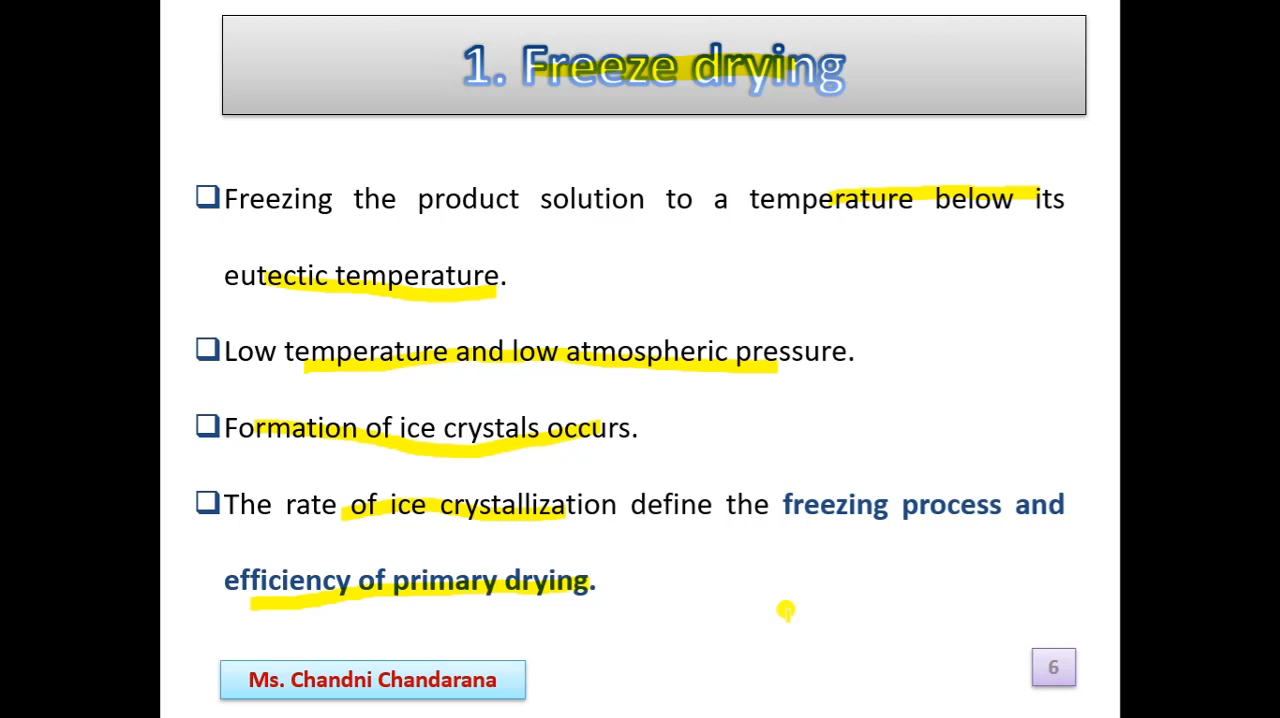 1. Freeze drying
Freezing the product solution to a temperature below its
eutectic temperature.
Low temperature and low atmospheric pressure.
Formation of ice crystals occurs.
The rate of ice crystallization define the freezing process and
efficiency of primary drying.
Ms. Chandni Chandarana
6